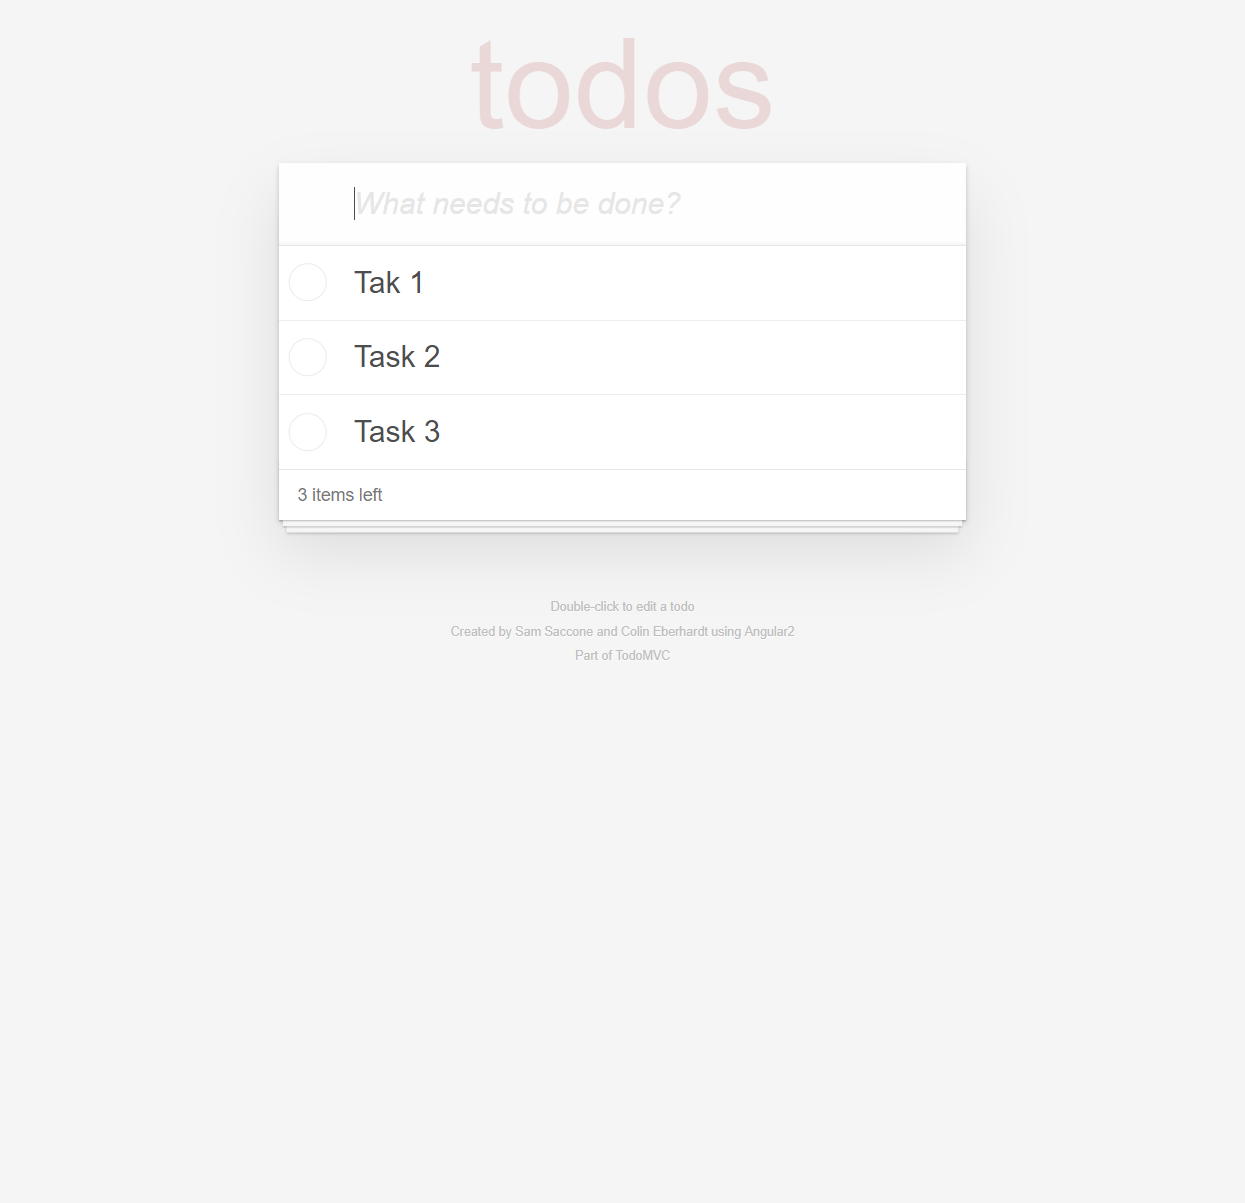 todos
What needs to be done?
Tak 1
Task 2
Task 3
3 items left
Double-click to edit a todo
Created by Sam Saccone and Colin Eberhardt using Angular2
Part of TodoMVC